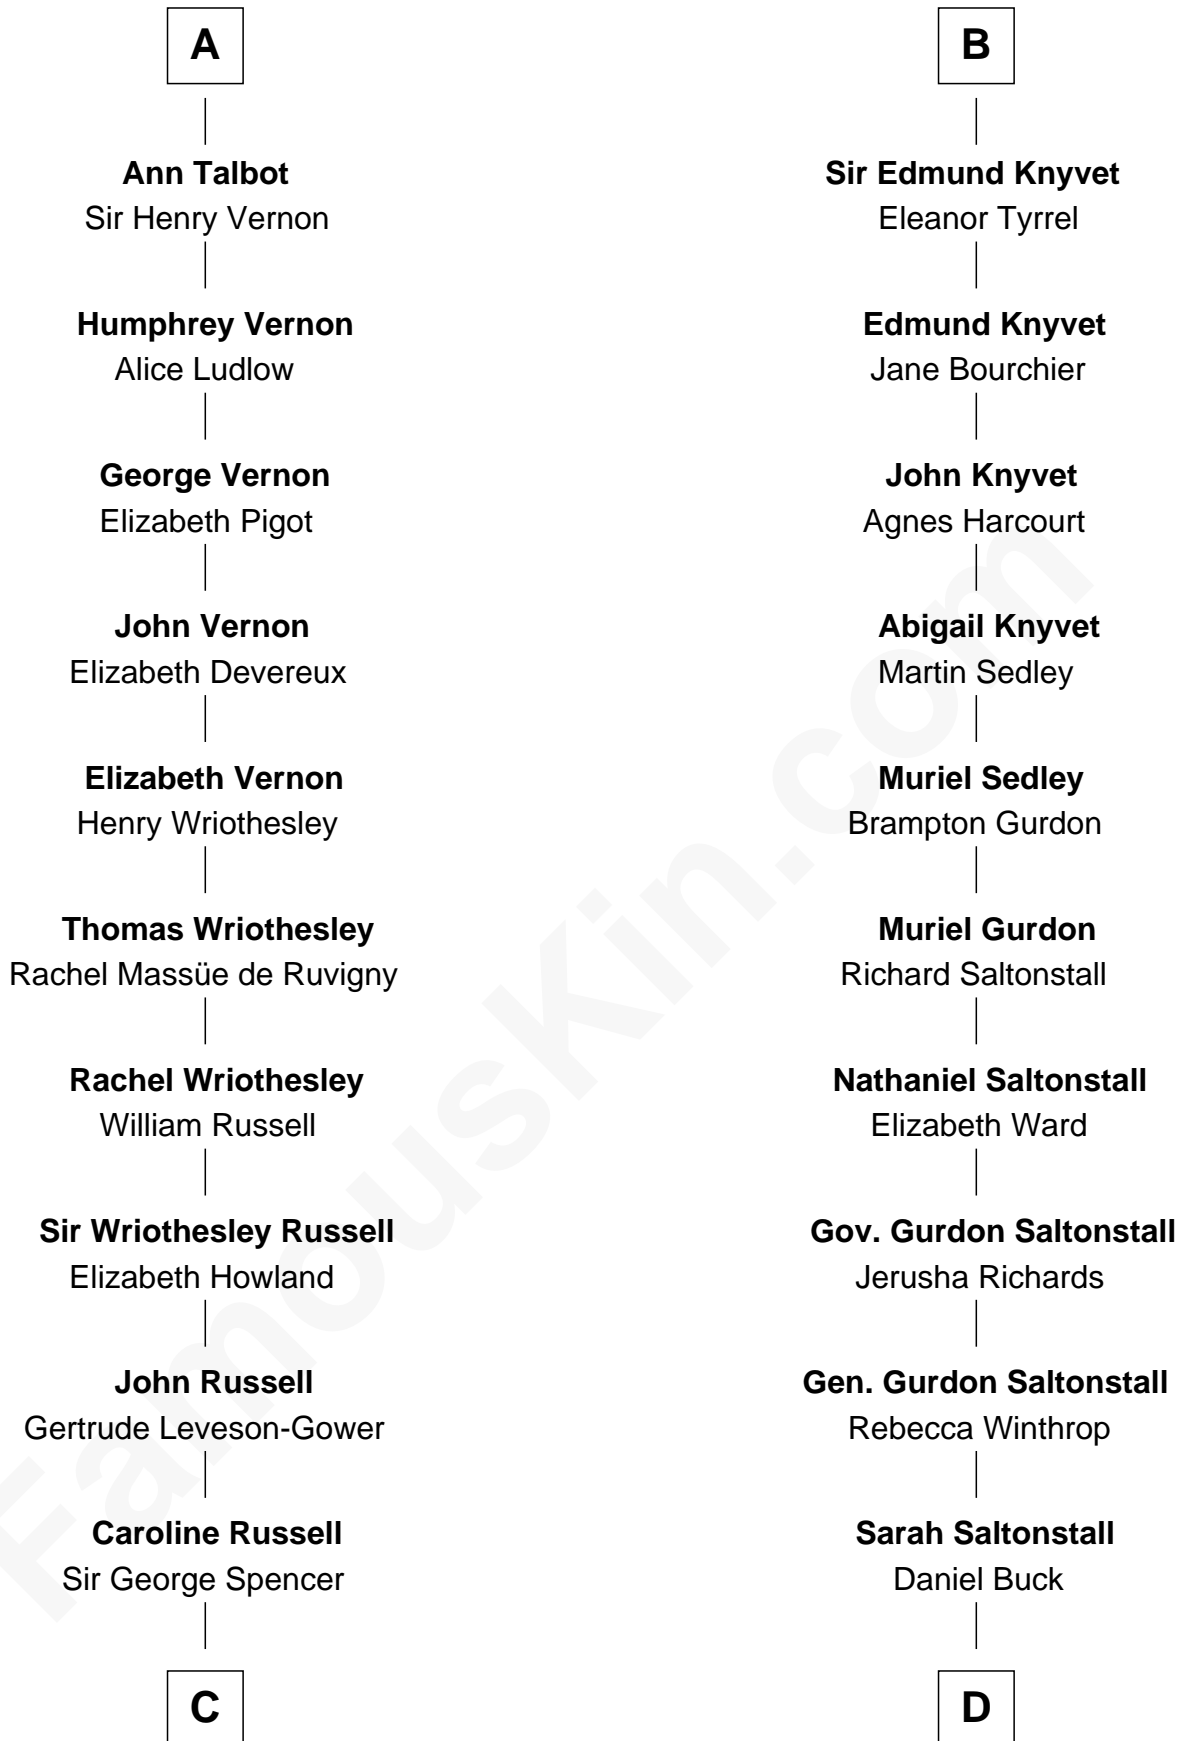 A
Ann Talbot
Sir Henry Vernon
Humphrey Vernon
Alice Ludlow
George Vernon
Elizabeth Pigot
John Vernon
Elizabeth Devereux
Elizabeth Vernon
Henry Wriothesley
Thomas Wriothesley
Rachel Massüe de Ruvigny
Rachel Wriothesley
William Russell
Sir Wriothesley Russell
Elizabeth Howland
John Russell
Gertrude Leveson-Gower
Caroline Russell
Sir George Spencer
C
B
Sir Edmund Knyvet
Eleanor Tyrrel
Edmund Knyvet
Jane Bourchier
John Knyvet
Agnes Harcourt
Abigail Knyvet
Martin Sedley
Muriel Sedley
Brampton Gurdon
Muriel Gurdon
Richard Saltonstall
Nathaniel Saltonstall
Elizabeth Ward
Gov. Gurdon Saltonstall
Jerusha Richards
Gen. Gurdon Saltonstall
Rebecca Winthrop
Sarah Saltonstall
Daniel Buck
D
FamousKin.com